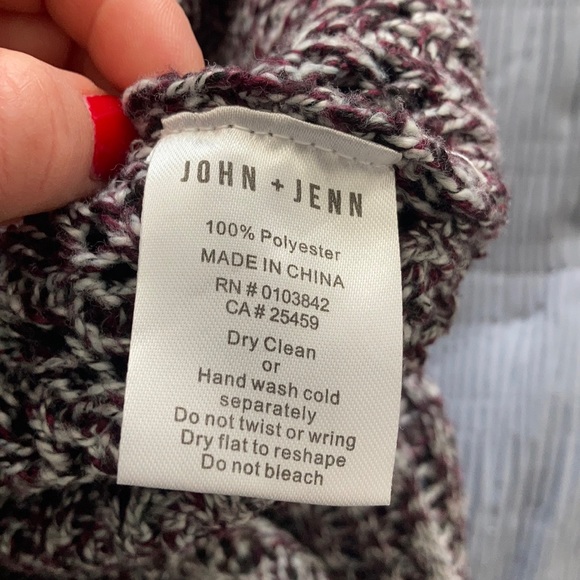 JOHN + JENN
100% Polyester
MADE IN CHINA
RN # 0103842
CA # 25459
Dry Clean
or
Hand wash cold
separately
Do not twist or wring
Dry flat to reshape
Do not bleach